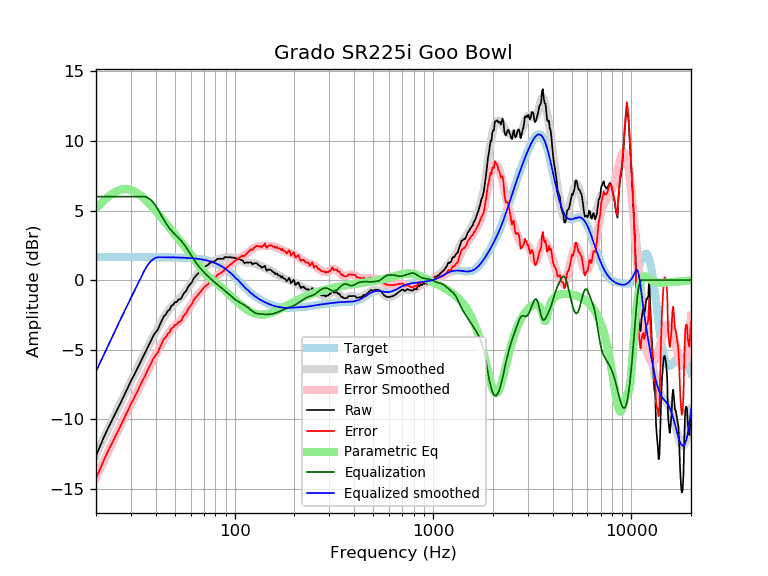 Grado SR225i Goo Bowl
15
10
5
0
−5
−10
−15
Amplitude (dBr)
Target
Raw Smoothed
Error Smoothed
Raw
Error
Parametric Eq
Equalization
Equalized smoothed
100
1000
10000
Frequency (Hz)